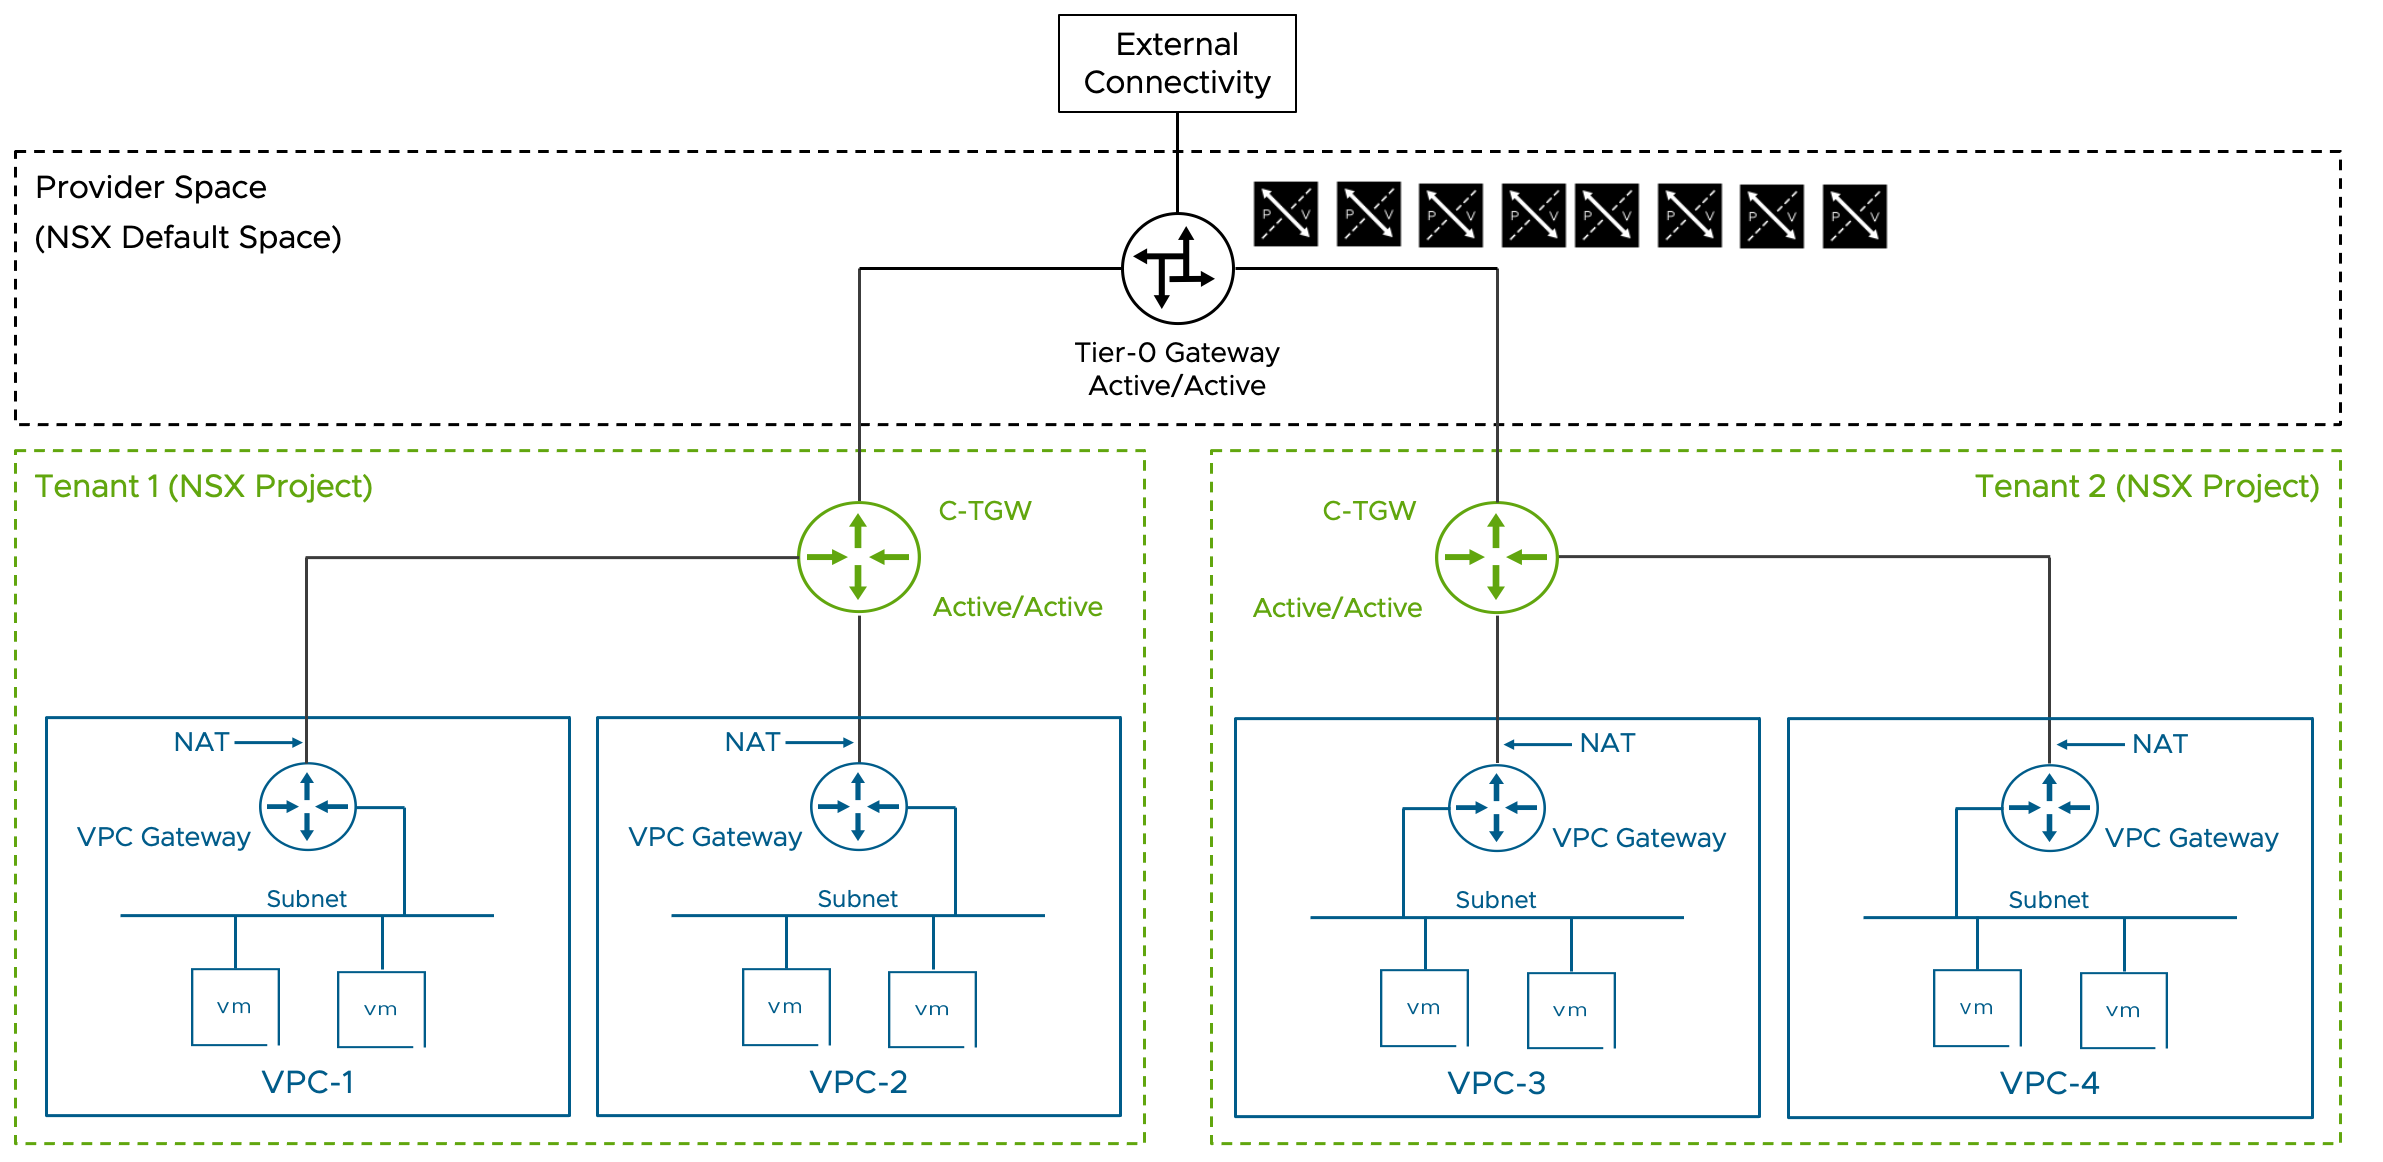 External
Connectivity
Provider Space
(NSX Default Space)
P V
P V
P V
P V
P V
P V
P V
P V
Tier-0 Gateway
Active/Active
Tenant 1 (NSX Project)
C-TGW
Active/Active
NAT
VPC Gateway
Subnet
vm
vm
VPC-1
NAT
VPC Gateway
Subnet
vm
vm
VPC-2
Tenant 2 (NSX Project)
C-TGW
Active/Active
NAT
VPC Gateway
Subnet
vm
vm
VPC-3
NAT
VPC Gateway
Subnet
vm
vm
VPC-4